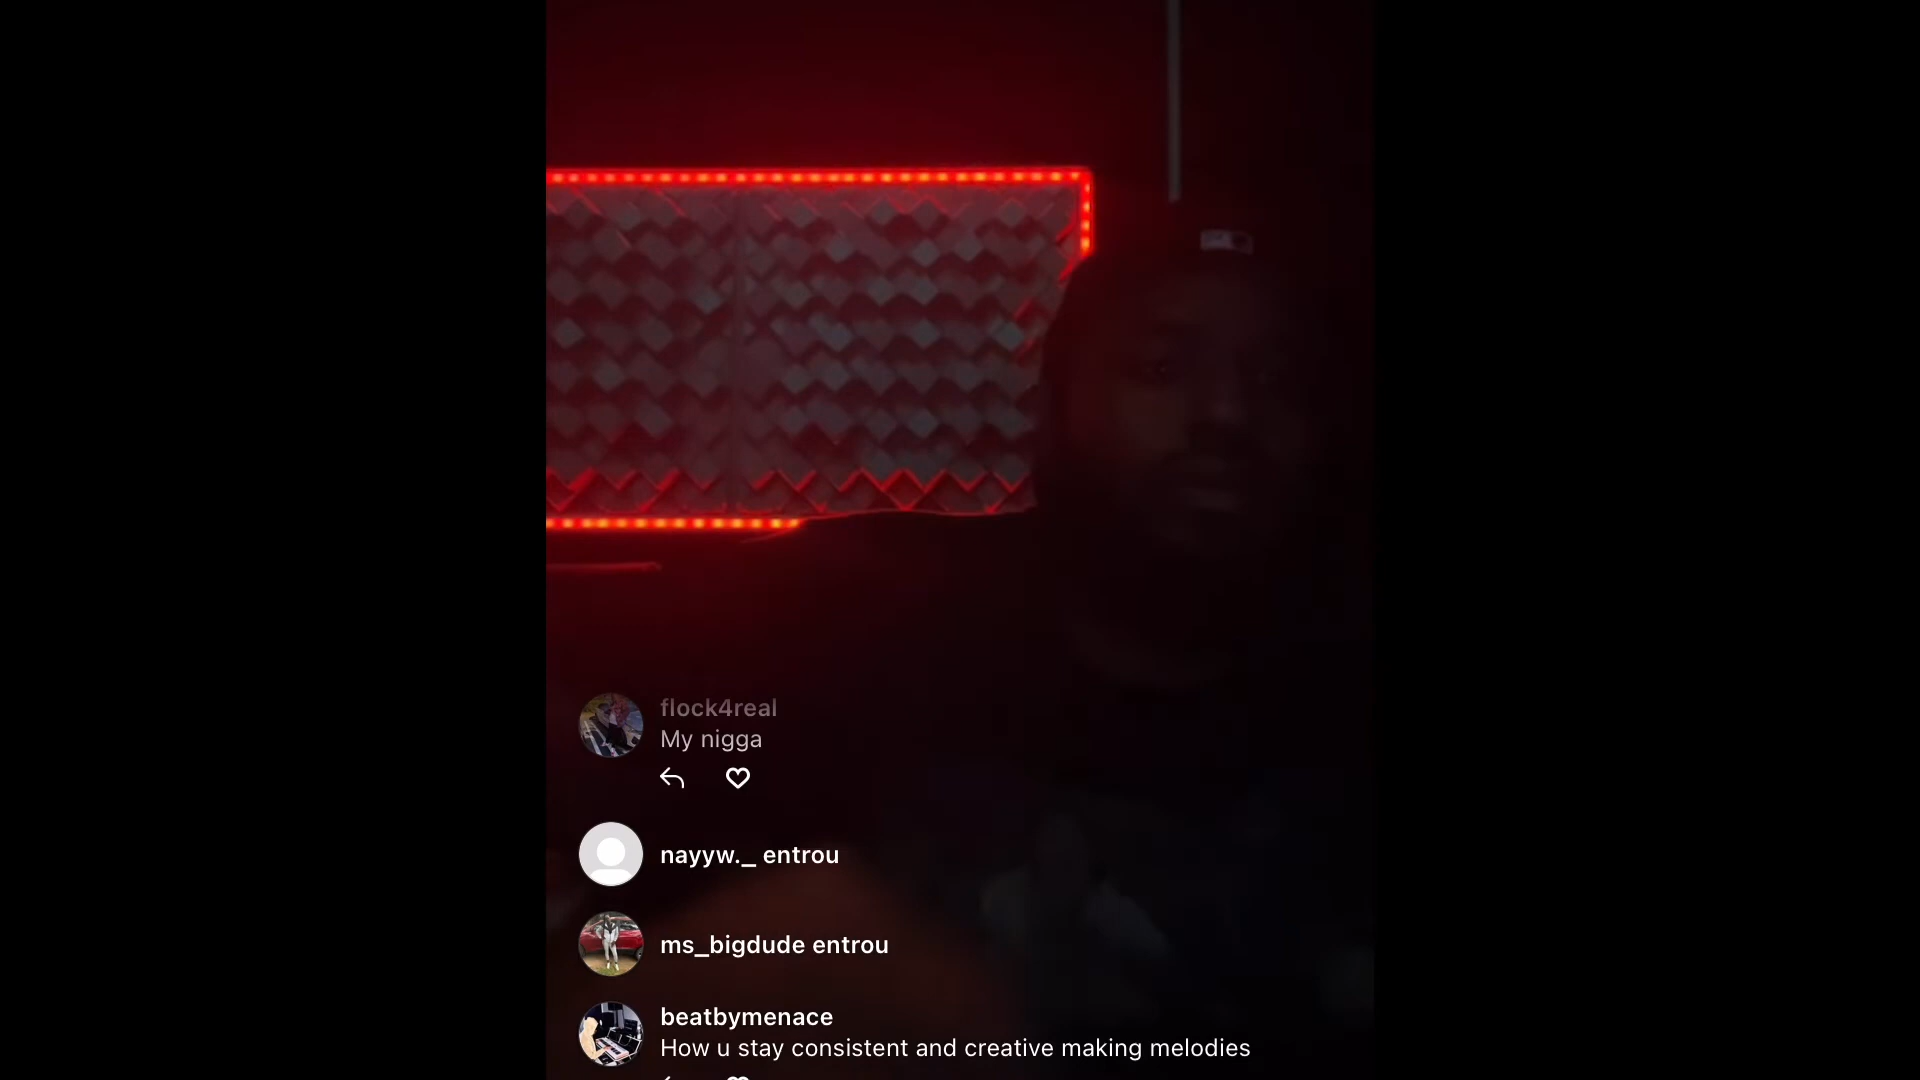 flock4real
My nigga
nayyw._ entrou
ms_bigdude entrou
beatbymenace
How u stay consistent and creative making melodies